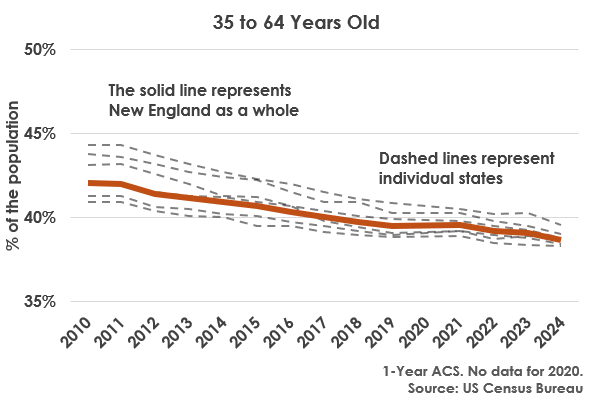 35 to 64 Years Old
50%
The solid line represents
New England as a whole
45%
Dashed lines represent
individual states
40%
35%
% of the population
2010 2011 2012 2013 2014 2015 2016 2017 2018 2019 2020 2021 2022 2023 2024
1-Year ACS. No data for 2020.
Source: US Census Bureau